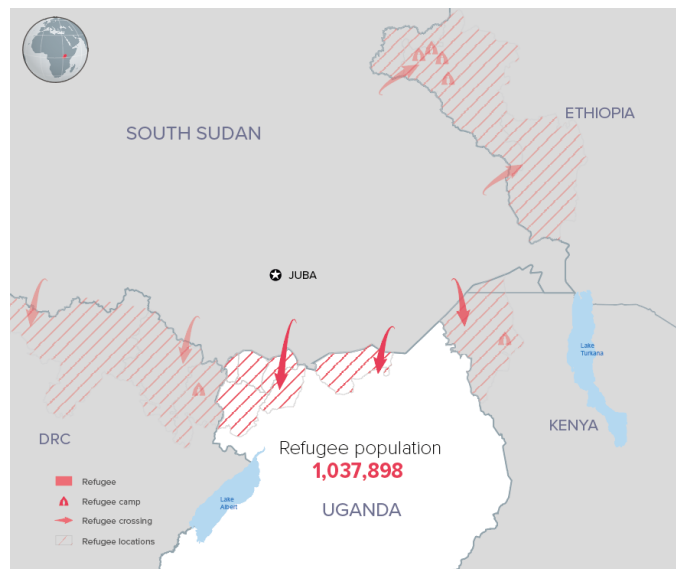 SOUTH SUDAN
ETHIOPIA
JUBA
Lake
Turkana
KENYA
DRC
Refugee population
1,037,898
UGANDA
Lake
Albert
Refugee
Refugee camp
Refugee crossing
Refugee locations